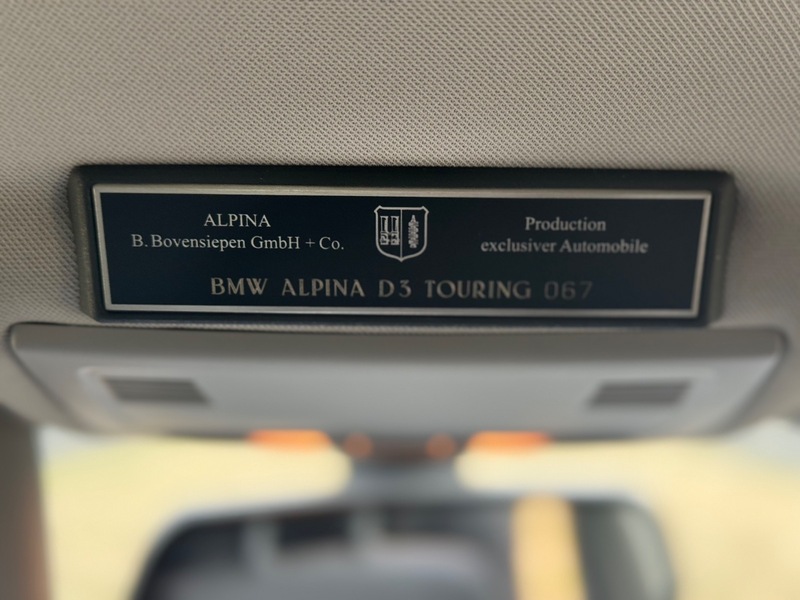 ALPINA
B. Bovensiepen GmbH + Co.
Production
exclusiver Automobile
BMW ALPINA D3 TOURING 067